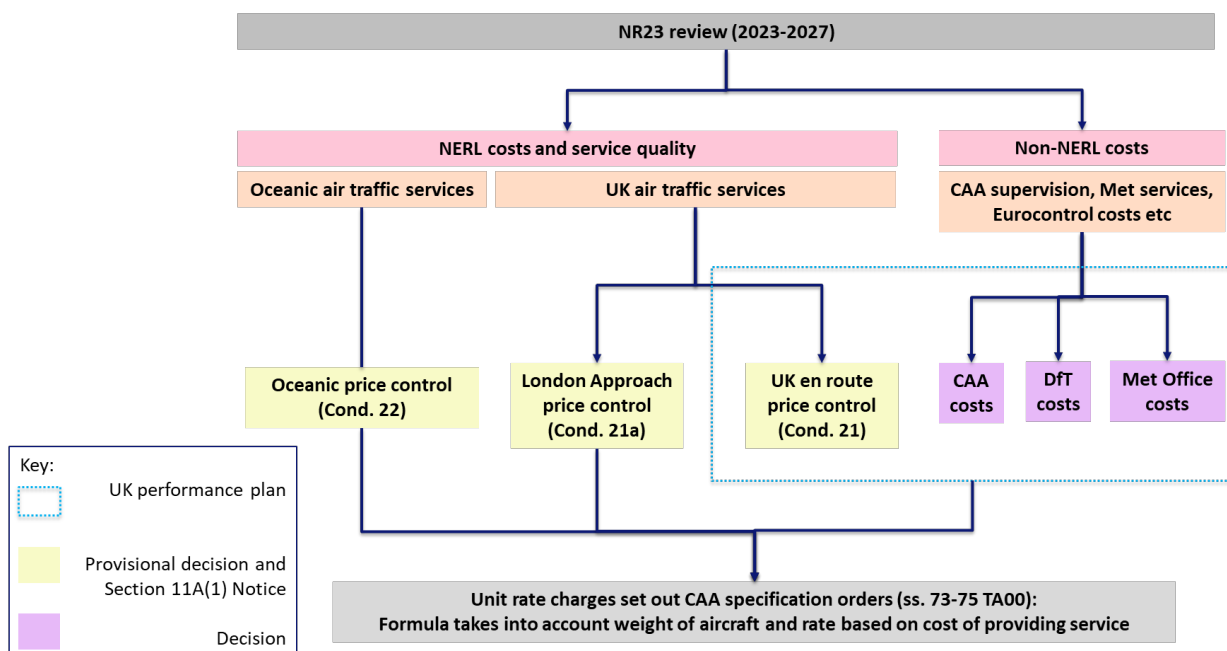 NR23 review (2023-2027)
NERL costs and service quality
Non-NERL costs
Oceanic air traffic services
UK air traffic services
CAA supervision, Met services,
Eurocontrol costs etc
Oceanic price control
(Cond. 22)
London Approach
price control
(Cond. 21a)
UK en route
price control
(Cond. 21)
CAA
costs
DfT
costs
Met Office
costs
Key:
UK performance plan
Provisional decision and
Section 11A(1) Notice
Decision
Unit rate charges set out CAA specification orders (ss. 73-75 TA00):
Formula takes into account weight of aircraft and rate based on cost of providing service